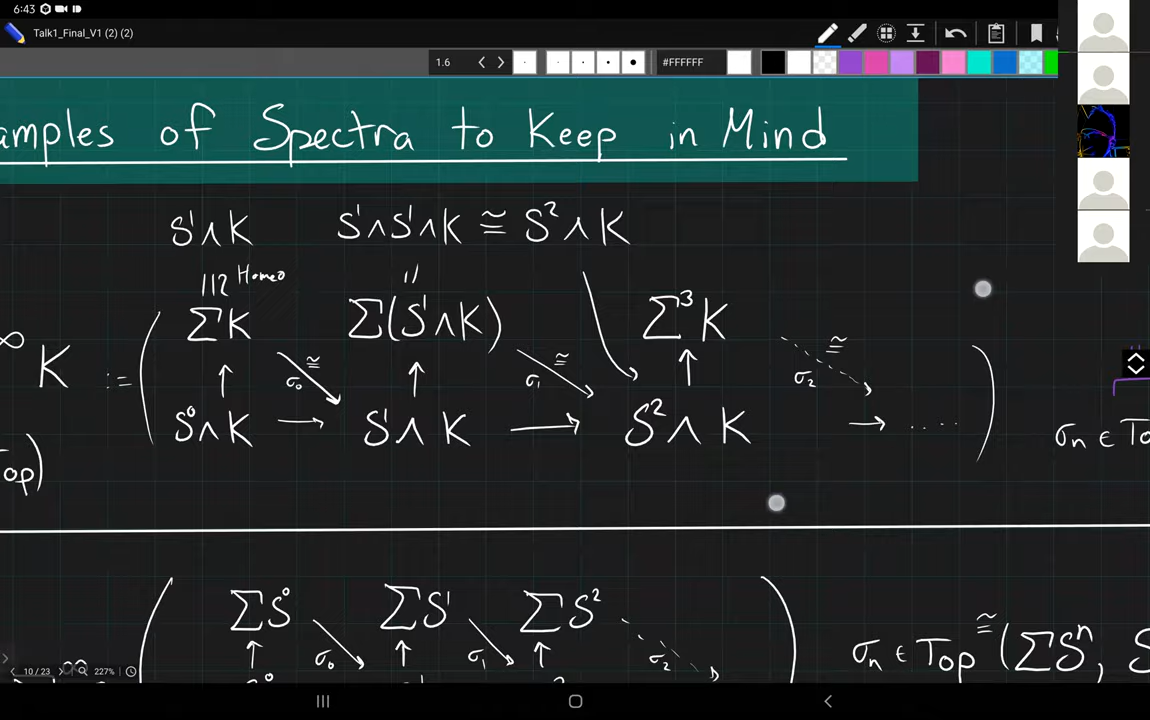 6:43
Talk1_Final_V1 (2) (2)
1.6 #FFFFFF
amples of Spectra to Keep in Mind
S¹∧K S¹∧S¹∧K ≅ S²∧K
Homeo
ΣK Σ(S¹∧K) Σ³K
∞ K := ( ↑ σ₀ ≅ ↑ σ₁ ≅ ↑ σ₂ ≅ )
S⁰∧K → S¹∧K → S²∧K → ..... σₙ ∈ To
op)
( ΣS⁰ ΣS¹ ΣS² ) σₙ ∈ Top≅(ΣSⁿ, S
↑ σ₀ ↑ σ₁ ↑ σ₂
10/23 227%